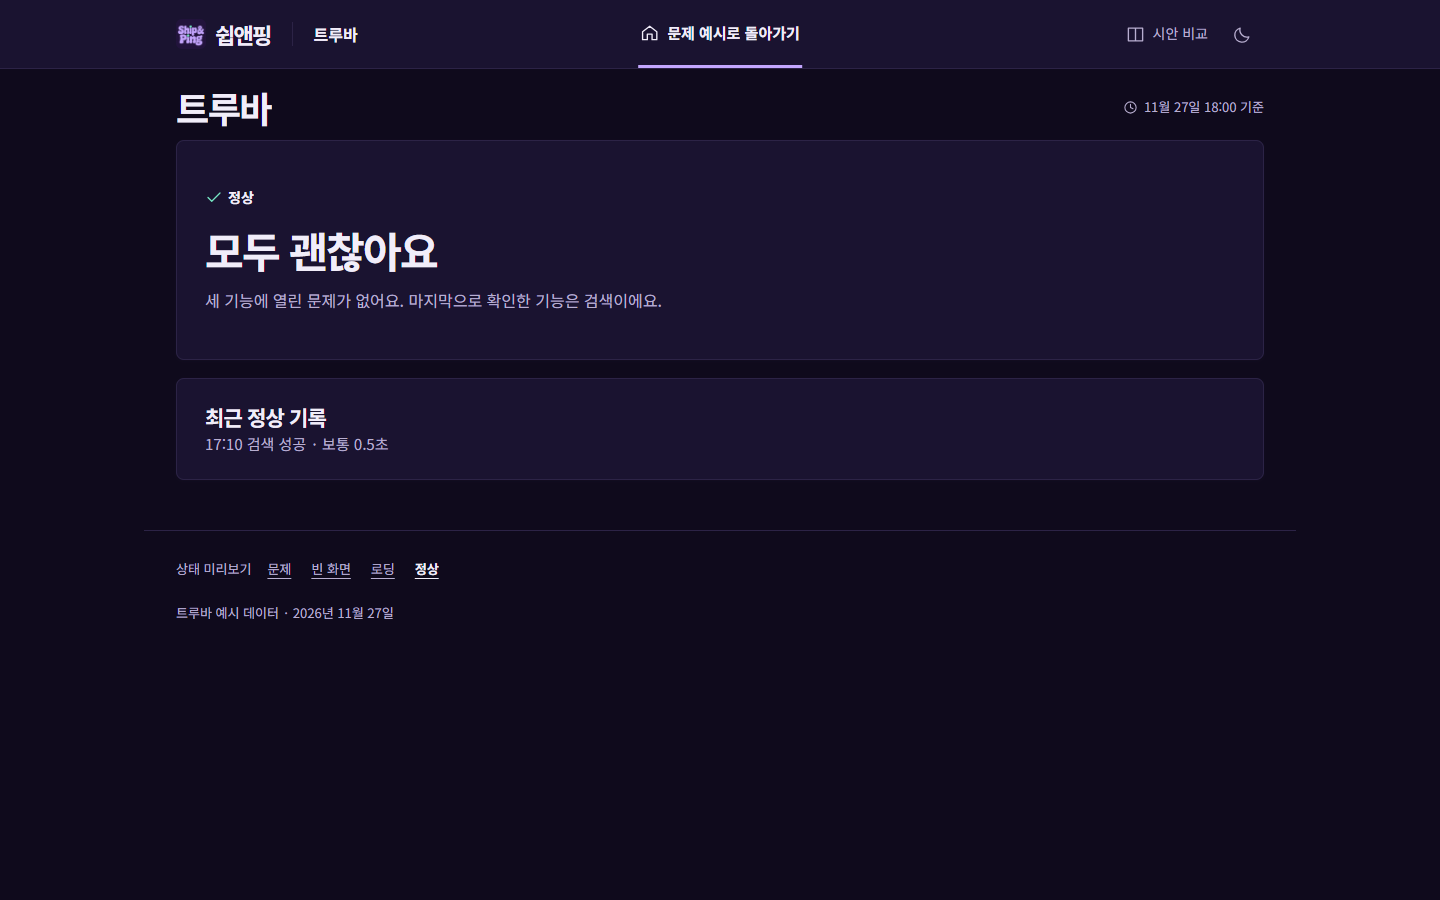 Ship&
Ping
쉽앤핑
트루바
문제 예시로 돌아가기
시안 비교
트루바
11월 27일 18:00 기준
정상
모두 괜찮아요
세 기능에 열린 문제가 없어요. 마지막으로 확인한 기능은 검색이에요.
최근 정상 기록
17:10 검색 성공 · 보통 0.5초
상태 미리보기 문제 빈 화면 로딩 정상
트루바 예시 데이터 · 2026년 11월 27일